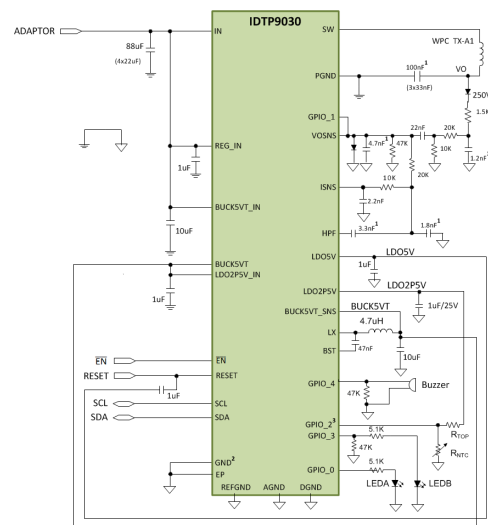 IDTP9030
ADAPTOR
IN
SW
WPC TX-A1
88uF
(4x22uF)
100nF¹
VO
PGND
(3x33nF)
250V
1.5K
GPIO_1
VOSNS
22nF
20K
4.7nF¹
47K
10K
1.2nF¹
REG_IN
1uF
20K
ISNS
10K
2.2nF
BUCK5VT_IN
10uF
HPF
3.3nF¹
1.8nF¹
LDO5V
LDO5V
1uF
BUCK5VT
LDO2P5V_IN
1uF
LDO2P5V
LDO2P5V
1uF/25V
BUCK5VT_SNS
BUCK5VT
4.7uH
LX
BST
47nF
10uF
EN
EN
RESET
RESET
1uF
GPIO_4
Buzzer
47K
SCL
SCL
SDA
SDA
GPIO_2³
GPIO_3
5.1K
RTOP
47K
RNTC
GND²
EP
GPIO_0
5.1K
LEDA
LEDB
REFGND
AGND
DGND